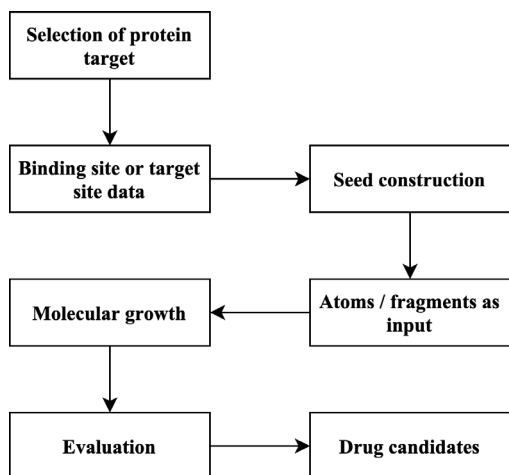 Selection of protein
target
Binding site or target
site data
Seed construction
Atoms / fragments as
input
Molecular growth
Evaluation
Drug candidates